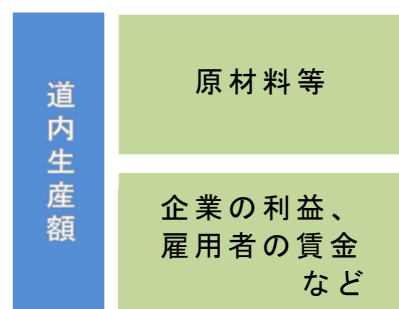 道内生産額
原材料等
企業の利益、
雇用者の賃金
など